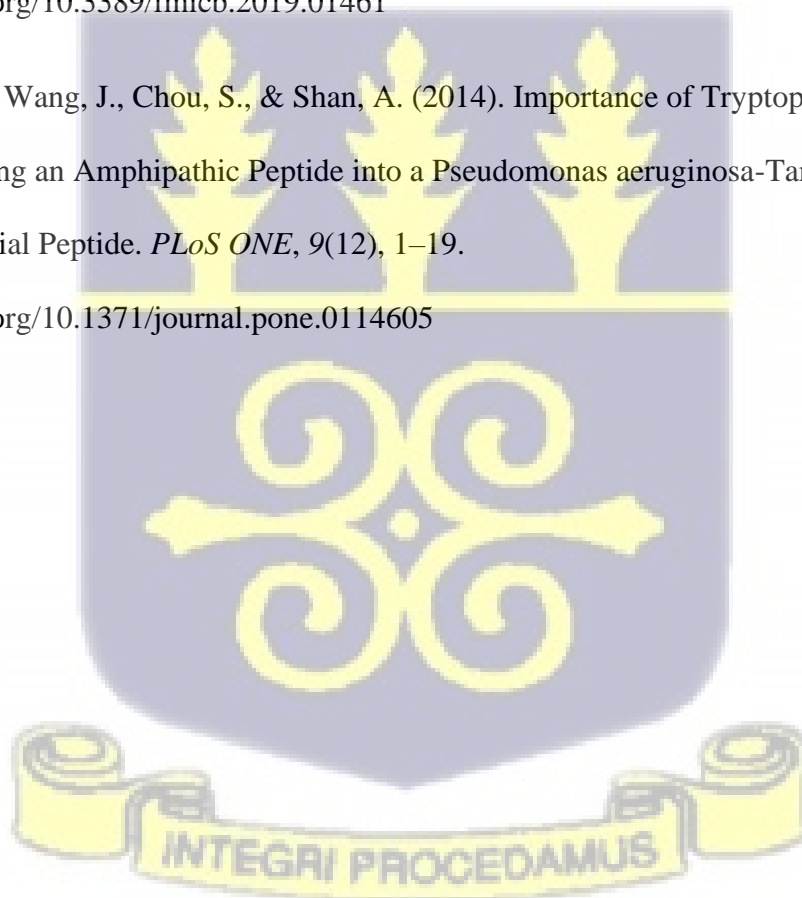 org/10.3389/fmicb.2019.01461
Wang, J., Chou, S., & Shan, A. (2014). Importance of Tryptop
ng an Amphipathic Peptide into a Pseudomonas aeruginosa-Tar
ial Peptide. PLoS ONE, 9(12), 1–19.
org/10.1371/journal.pone.0114605
INTEGRI PROCEDAMUS